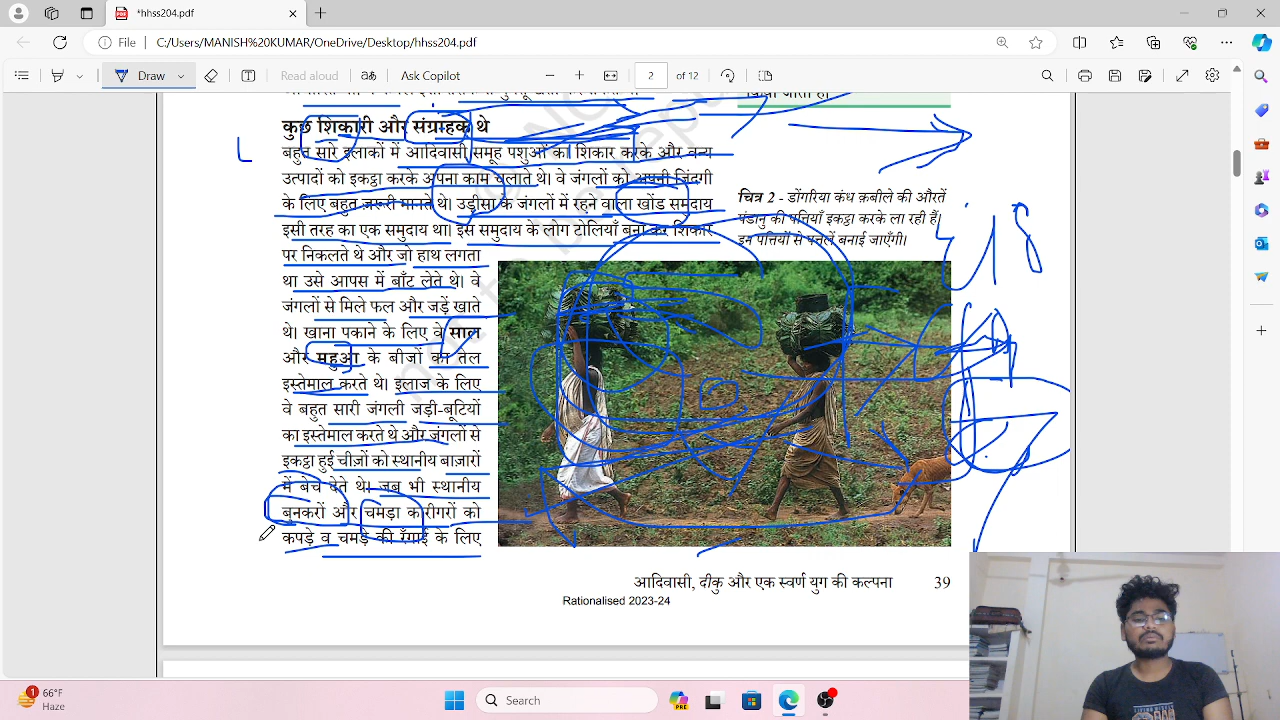 *hhss204.pdf
File C:/Users/MANISH%20KUMAR/OneDrive/Desktop/hhss204.pdf
Draw Read aloud Ask Copilot 2 of 12
किया जाता है।
कुछ शिकारी और संग्राहक थे
बहुत सारे इलाकों में आदिवासी समूह पशुओं का शिकार करके और वन्य
उत्पादों को इकट्ठा करके अपना काम चलाते थे। वे जंगलों को अपनी ज़िंदगी
के लिए बहुत ज़रूरी मानते थे। उड़ीसा के जंगलों में रहने वाला खोंड समुदाय
इसी तरह का एक समुदाय था। इस समुदाय के लोग टोलियाँ बना कर शिकार
पर निकलते थे और जो हाथ लगता
था उसे आपस में बाँट लेते थे। वे
जंगलों से मिले फल और जड़ें खाते
थे। खाना पकाने के लिए वे साल
और महुआ के बीजों का तेल
इस्तेमाल करते थे। इलाज के लिए
वे बहुत सारी जंगली जड़ी-बूटियों
का इस्तेमाल करते थे और जंगलों से
इकट्ठा हुई चीज़ों को स्थानीय बाज़ारों
में बेच देते थे। जब भी स्थानीय
बुनकरों और चमड़ा कारीगरों को
कपड़े व चमड़े की रँगाई के लिए
चित्र 2 - डोंगरिया कंध क़बीले की औरतें
पंडानु की पत्तियाँ इकट्ठा करके ला रही हैं।
इन पत्तियों से पत्तलें बनाई जाएँगी।
आदिवासी, दीकु और एक स्वर्ण युग की कल्पना 39
Rationalised 2023-24
1
66°F
Haze
Search